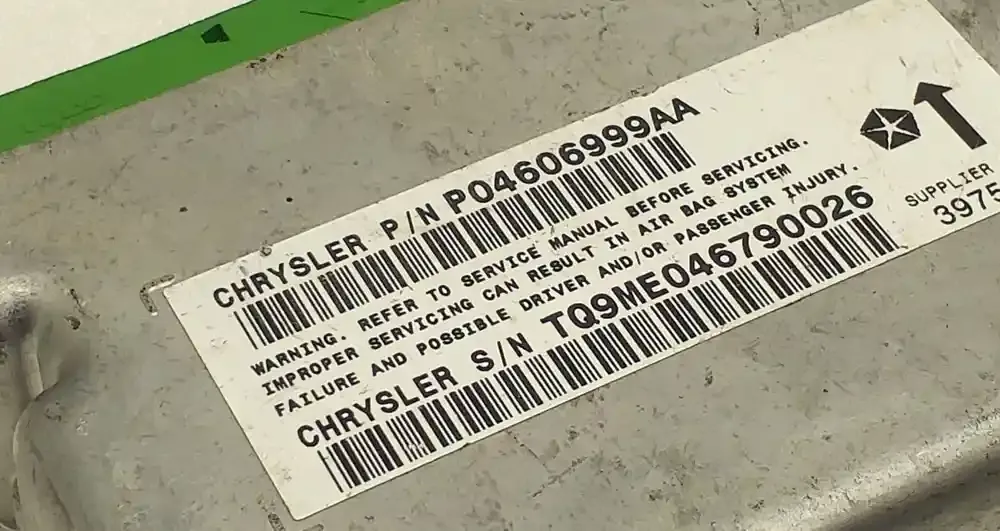 CHRYSLER P/N P04606999AA
WARNING. REFER TO SERVICE MANUAL BEFORE SERVICING.
IMPROPER SERVICING CAN RESULT IN AIR BAG SYSTEM
FAILURE AND POSSIBLE DRIVER AND/OR PASSENGER INJURY.
CHRYSLER S/N TQ9ME046790026
SUPPLIER
3975